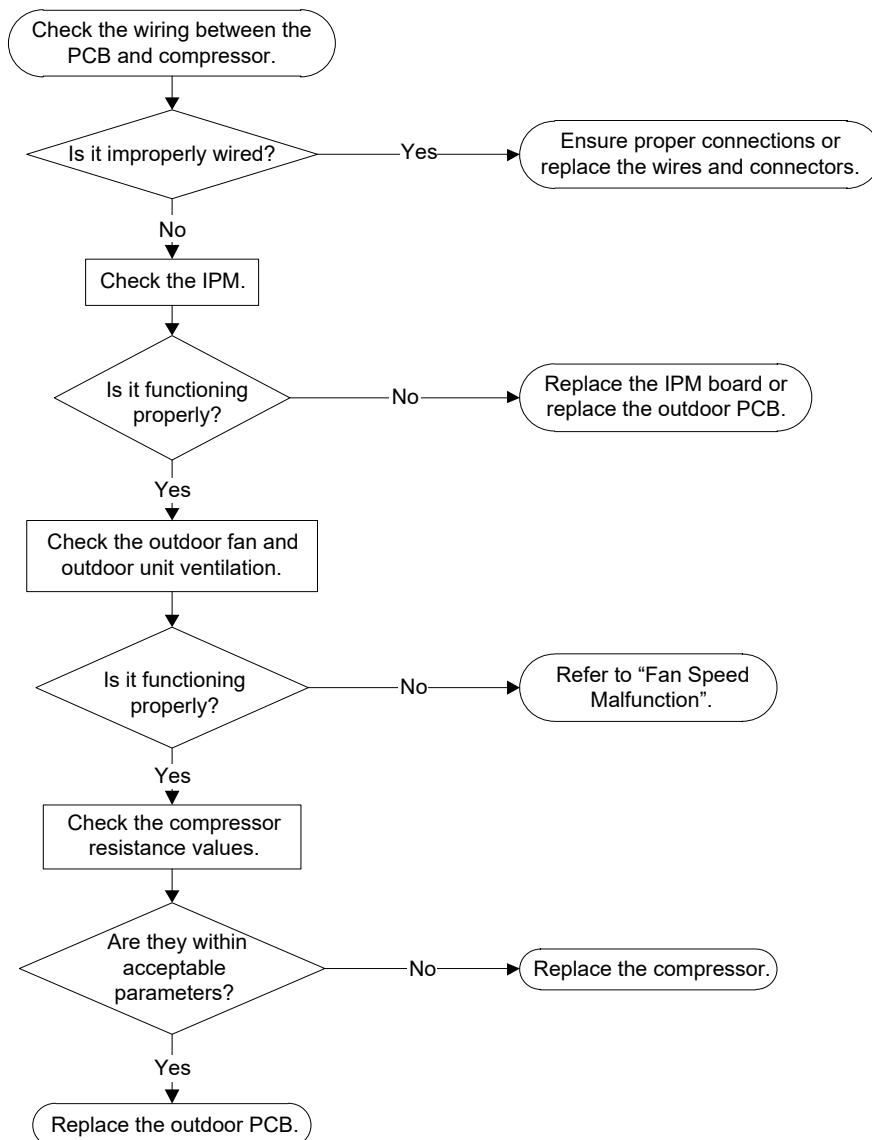 Check the wiring between the
PCB and compressor.
Is it improperly wired?
Yes
Ensure proper connections or
replace the wires and connectors.
No
Check the IPM.
Is it functioning
properly?
No
Replace the IPM board or
replace the outdoor PCB.
Yes
Check the outdoor fan and
outdoor unit ventilation.
Is it functioning
properly?
No
Refer to “Fan Speed
Malfunction”.
Yes
Check the compressor
resistance values.
Are they within
acceptable
parameters?
No
Replace the compressor.
Yes
Replace the outdoor PCB.